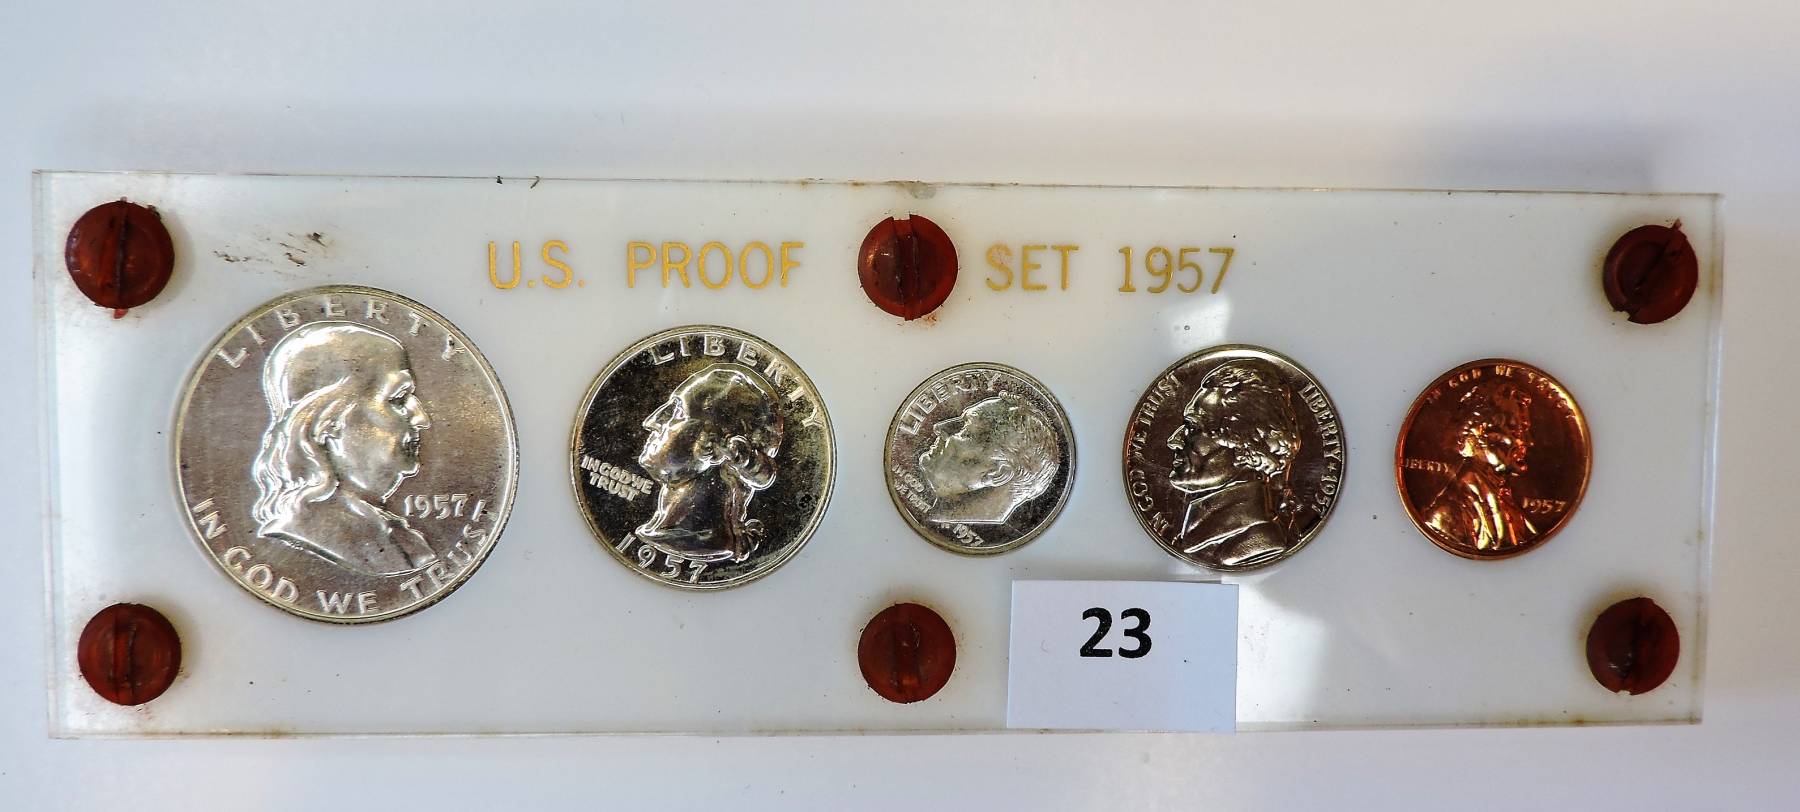 U.S. PROOF SET 1957
LIBERTY
1957
IN GOD WE TRUST
LIBERTY
IN GOD WE
TRUST
1957
LIBERTY
IN GOD
WE TRUST
1957
IN GOD WE TRUST
LIBERTY ★ 1957
IN GOD WE TRUST
LIBERTY
1957
23